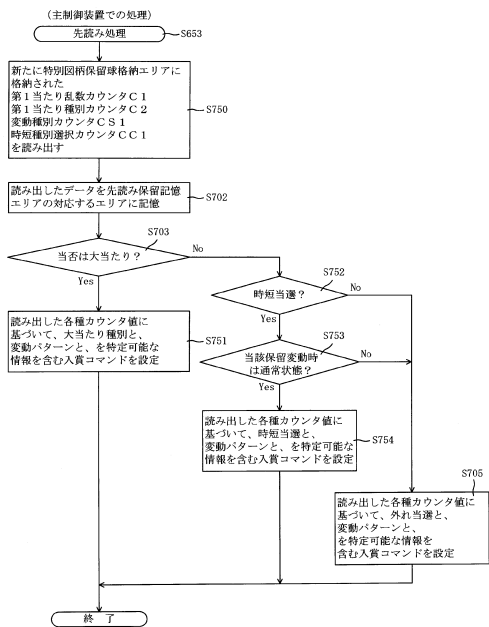 （主制御装置での処理）
先読み処理
S653
新たに特別図柄保留球格納エリアに
格納された
第１当たり乱数カウンタＣ１
第１当たり種別カウンタＣ２
変動種別カウンタＣＳ１
時短種別選択カウンタＣＣ１
を読み出す
S750
読み出したデータを先読み保留記憶
エリアの対応するエリアに記憶
S702
当否は大当たり？
S703
No
Yes
時短当選？
S752
No
Yes
読み出した各種カウンタ値に
基づいて、大当たり種別と、
変動パターンと、を特定可能な
情報を含む入賞コマンドを設定
S751
当該保留変動時
は通常状態？
S753
No
Yes
読み出した各種カウンタ値に
基づいて、時短当選と、
変動パターンと、を特定可能な
情報を含む入賞コマンドを設定
S754
S705
読み出した各種カウンタ値に
基づいて、外れ当選と、
変動パターンと、
を特定可能な情報を
含む入賞コマンドを設定
終　了